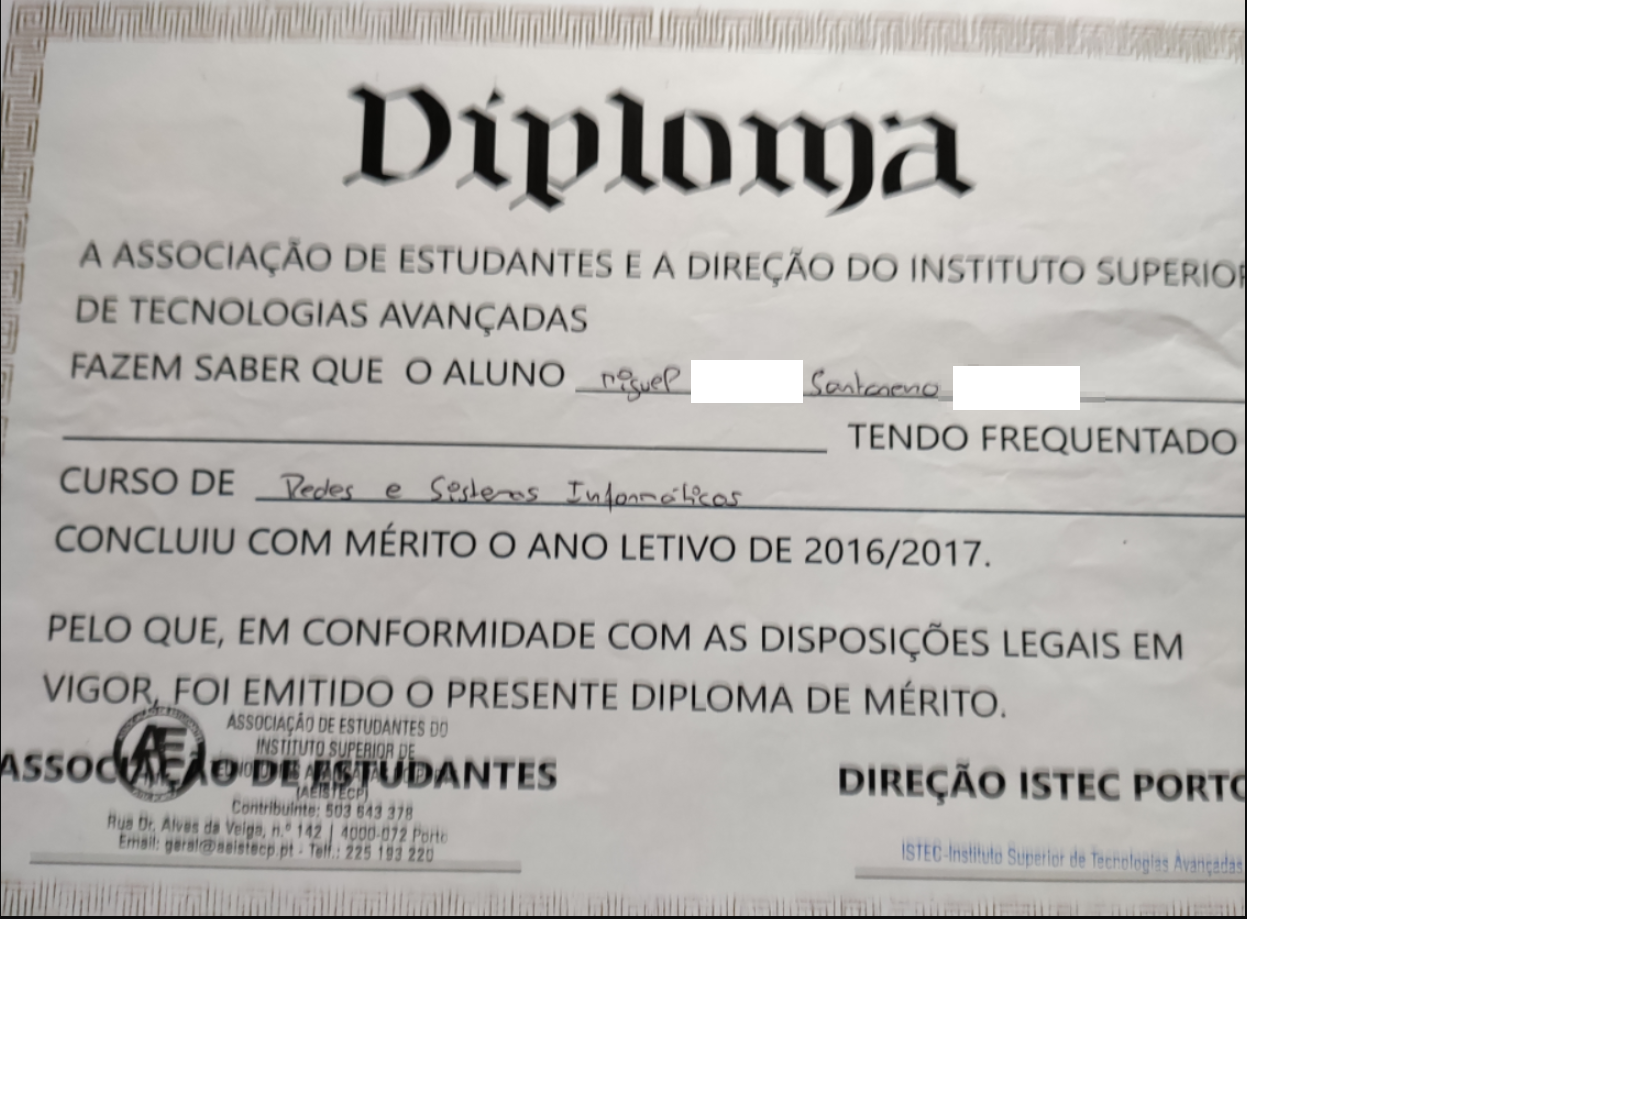 Diploma
A ASSOCIAÇÃO DE ESTUDANTES E A DIREÇÃO DO INSTITUTO SUPERIOR
DE TECNOLOGIAS AVANÇADAS
FAZEM SABER QUE O ALUNO Miguel
TENDO FREQUENTADO
CURSO DE Redes e Sistemas Informáticos
CONCLUIU COM MÉRITO O ANO LETIVO DE 2016/2017.
PELO QUE, EM CONFORMIDADE COM AS DISPOSIÇÕES LEGAIS EM
VIGOR, FOI EMITIDO O PRESENTE DIPLOMA DE MÉRITO.
AE
ASSOCIAÇÃO DE ESTUDANTES DO
INSTITUTO SUPERIOR DE
ASSOCIAÇÃO DE ESTUDANTES
(AEISTECP)
Contribuinte: 503 643 378
Rua Dr. Alves da Veiga, n.º 142 | 4000-072 Porto
Email: geral@aeistecp.pt - Telf.: 225 193 220
DIREÇÃO ISTEC PORTO
ISTEC-Instituto Superior de Tecnologias Avançadas